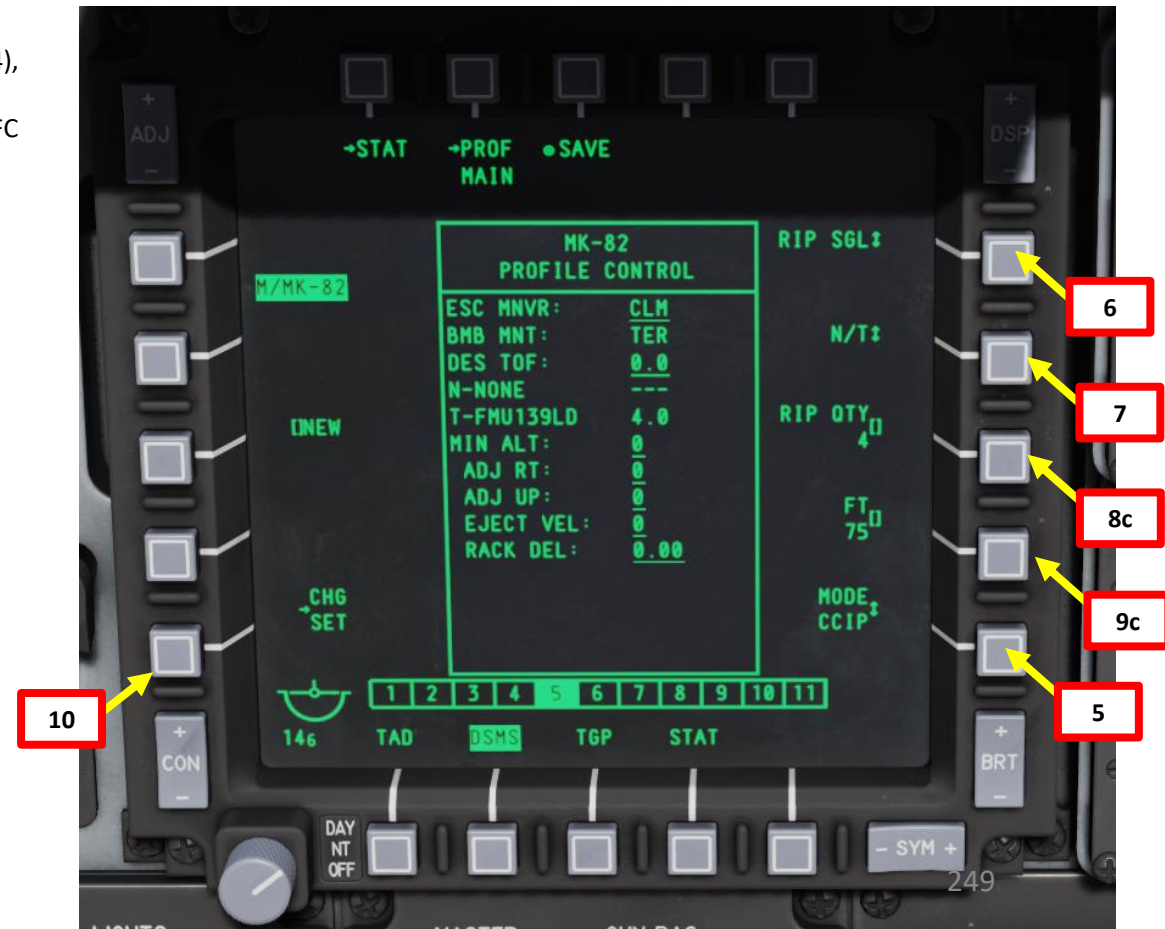 4),
FC
+
ADJ
−
+
DSP
−
→STAT →PROF ●SAVE
MAIN
MK-82
PROFILE CONTROL
ESC MNVR: CLM
BMB MNT: TER
DES TOF: 0.0
N-NONE ---
T-FMU139LD 4.0
MIN ALT: 0
ADJ RT: 0
ADJ UP: 0
EJECT VEL: 0
RACK DEL: 0.00
M/MK-82
[]NEW
→CHG
SET
RIP SGL↕
N/T↕
RIP QTY[]
4
FT[]
75
MODE↕
CCIP
6
7
8c
9c
5
10
1 2 3 4 5 6 7 8 9 10 11
146 TAD DSMS TGP STAT
+
CON
−
+
BRT
−
DAY
NT
OFF
- SYM +
249